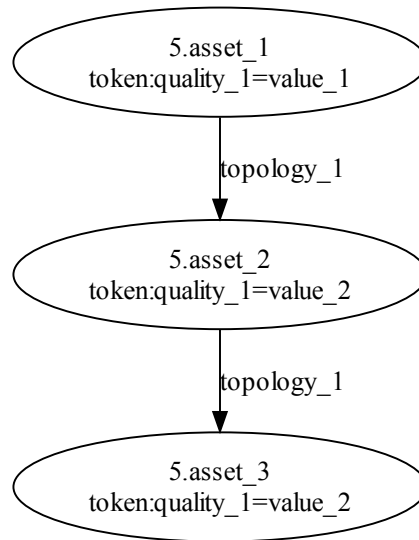 5.asset_1
token:quality_1=value_1
topology_1
5.asset_2
token:quality_1=value_2
topology_1
5.asset_3
token:quality_1=value_2